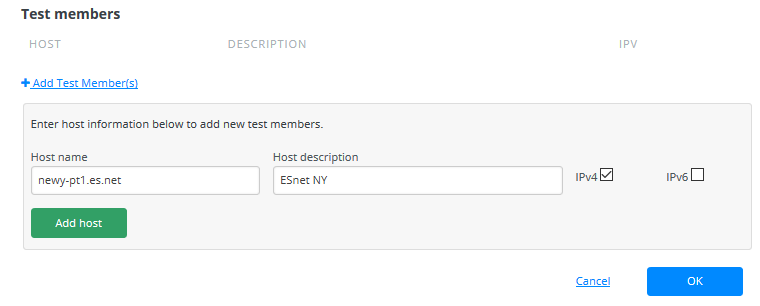 Test members
HOST DESCRIPTION IPV
+ Add Test Member(s)
Enter host information below to add new test members.
Host name Host description
newy-pt1.es.net ESnet NY IPv4 IPv6
Add host
Cancel OK